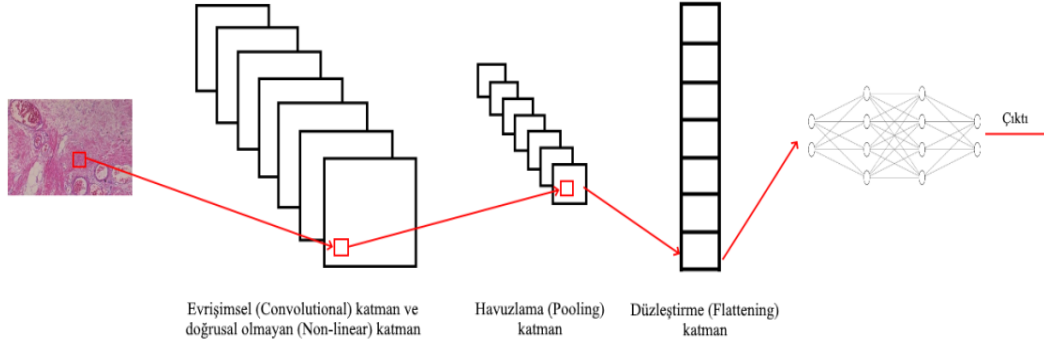 Çıktı
Evrişimsel (Convolutional) katman ve
doğrusal olmayan (Non-linear) katman
Havuzlama (Pooling)
katman
Düzleştirme (Flattening)
katman